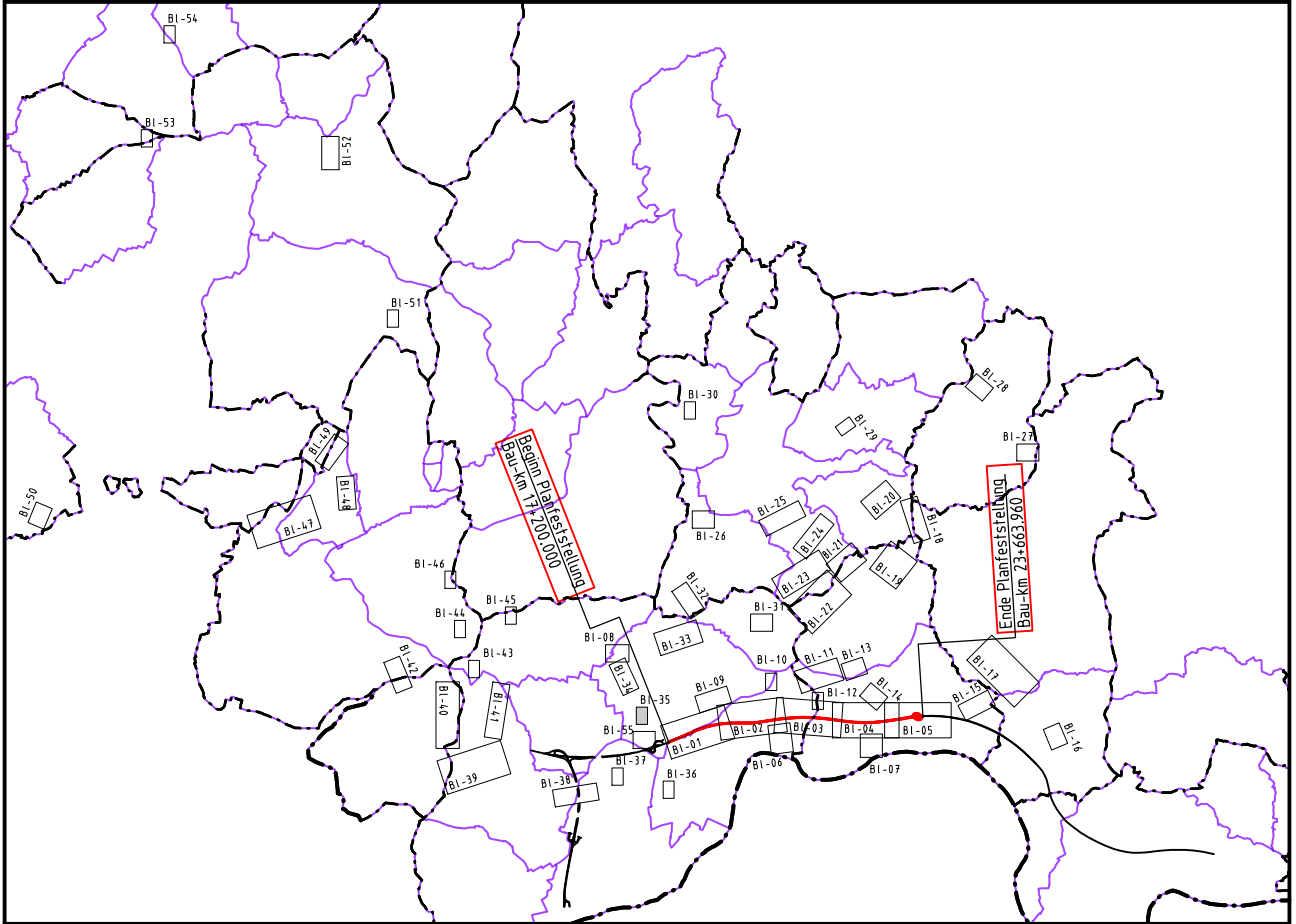 Bl-54
Bl-53
Bl-52
Bl-51
Bl-30
Bl-28
Bl-29
Bl-27
Bl-49
Bl-48
Bl-50
Bl-47
Beginn Planfeststellung
Bau-km 17+200.000
Ende Planfeststellung
Bau-km 23+663.960
Bl-26
Bl-25
Bl-24
Bl-20
Bl-18
Bl-21
Bl-19
Bl-23
Bl-22
Bl-46
Bl-45
Bl-44
Bl-43
Bl-42
Bl-32
Bl-31
Bl-33
Bl-08
Bl-34
Bl-10
Bl-11
Bl-13
Bl-17
Bl-40
Bl-41
Bl-35
Bl-09
Bl-12
Bl-14
Bl-15
Bl-16
Bl-55
Bl-01
Bl-02
Bl-03
Bl-04
Bl-05
Bl-06
Bl-07
Bl-39
Bl-38
Bl-37
Bl-36